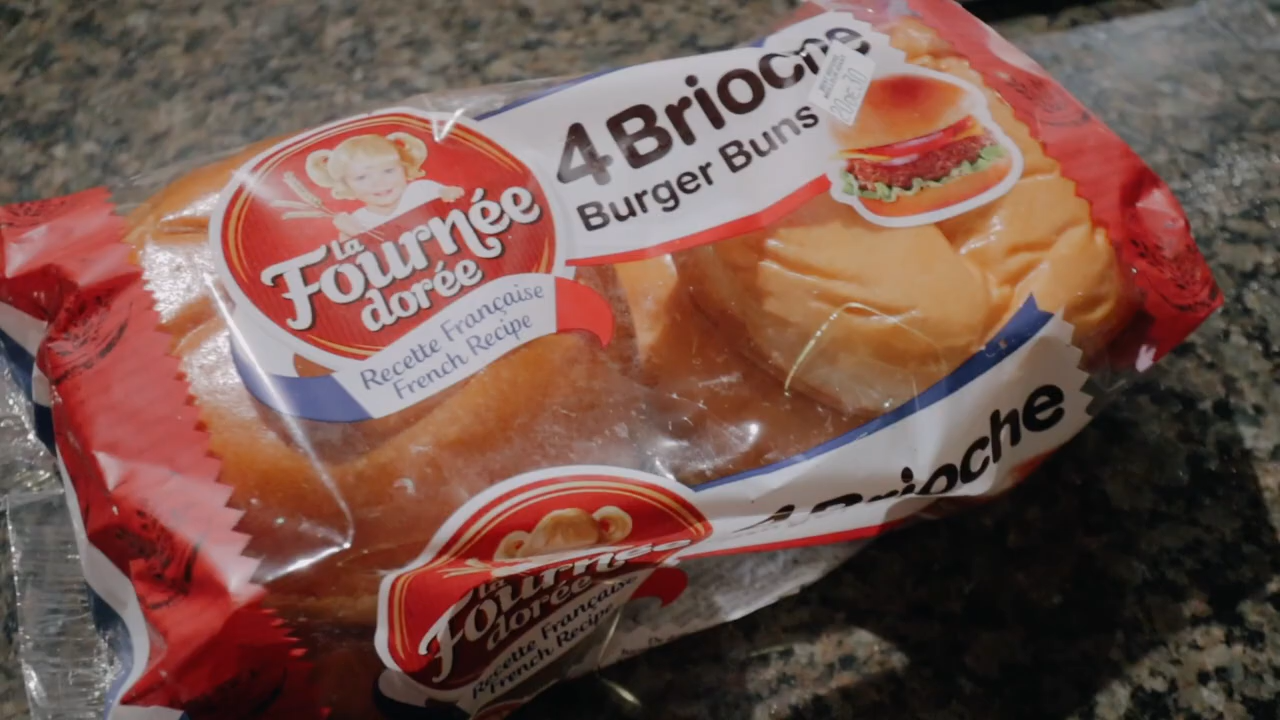 4 Brioche
Burger Buns
la
Fournée
dorée
Recette Française
French Recipe
4 Brioche
la
Fournée
dorée
Recette Française
French Recipe